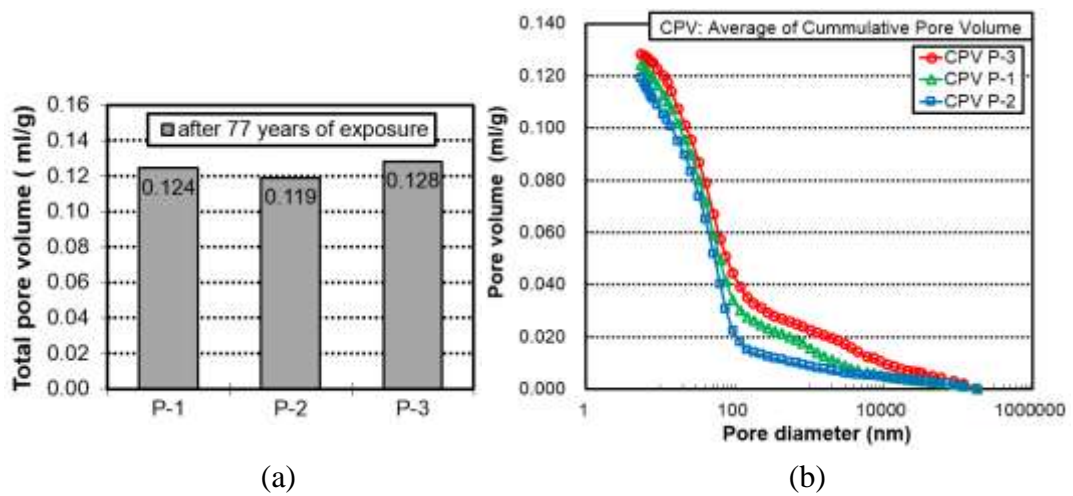 Total pore volume ( ml/g)
0.16
0.14
0.12
0.10
0.08
0.06
0.04
0.02
0.00
after 77 years of exposure
0.124
0.119
0.128
P-1
P-2
P-3
(a)
Pore volume (ml/g)
0.140
0.120
0.100
0.080
0.060
0.040
0.020
0.000
CPV: Average of Cummulative Pore Volume
CPV P-3
CPV P-1
CPV P-2
1
100
10000
1000000
Pore diameter (nm)
(b)